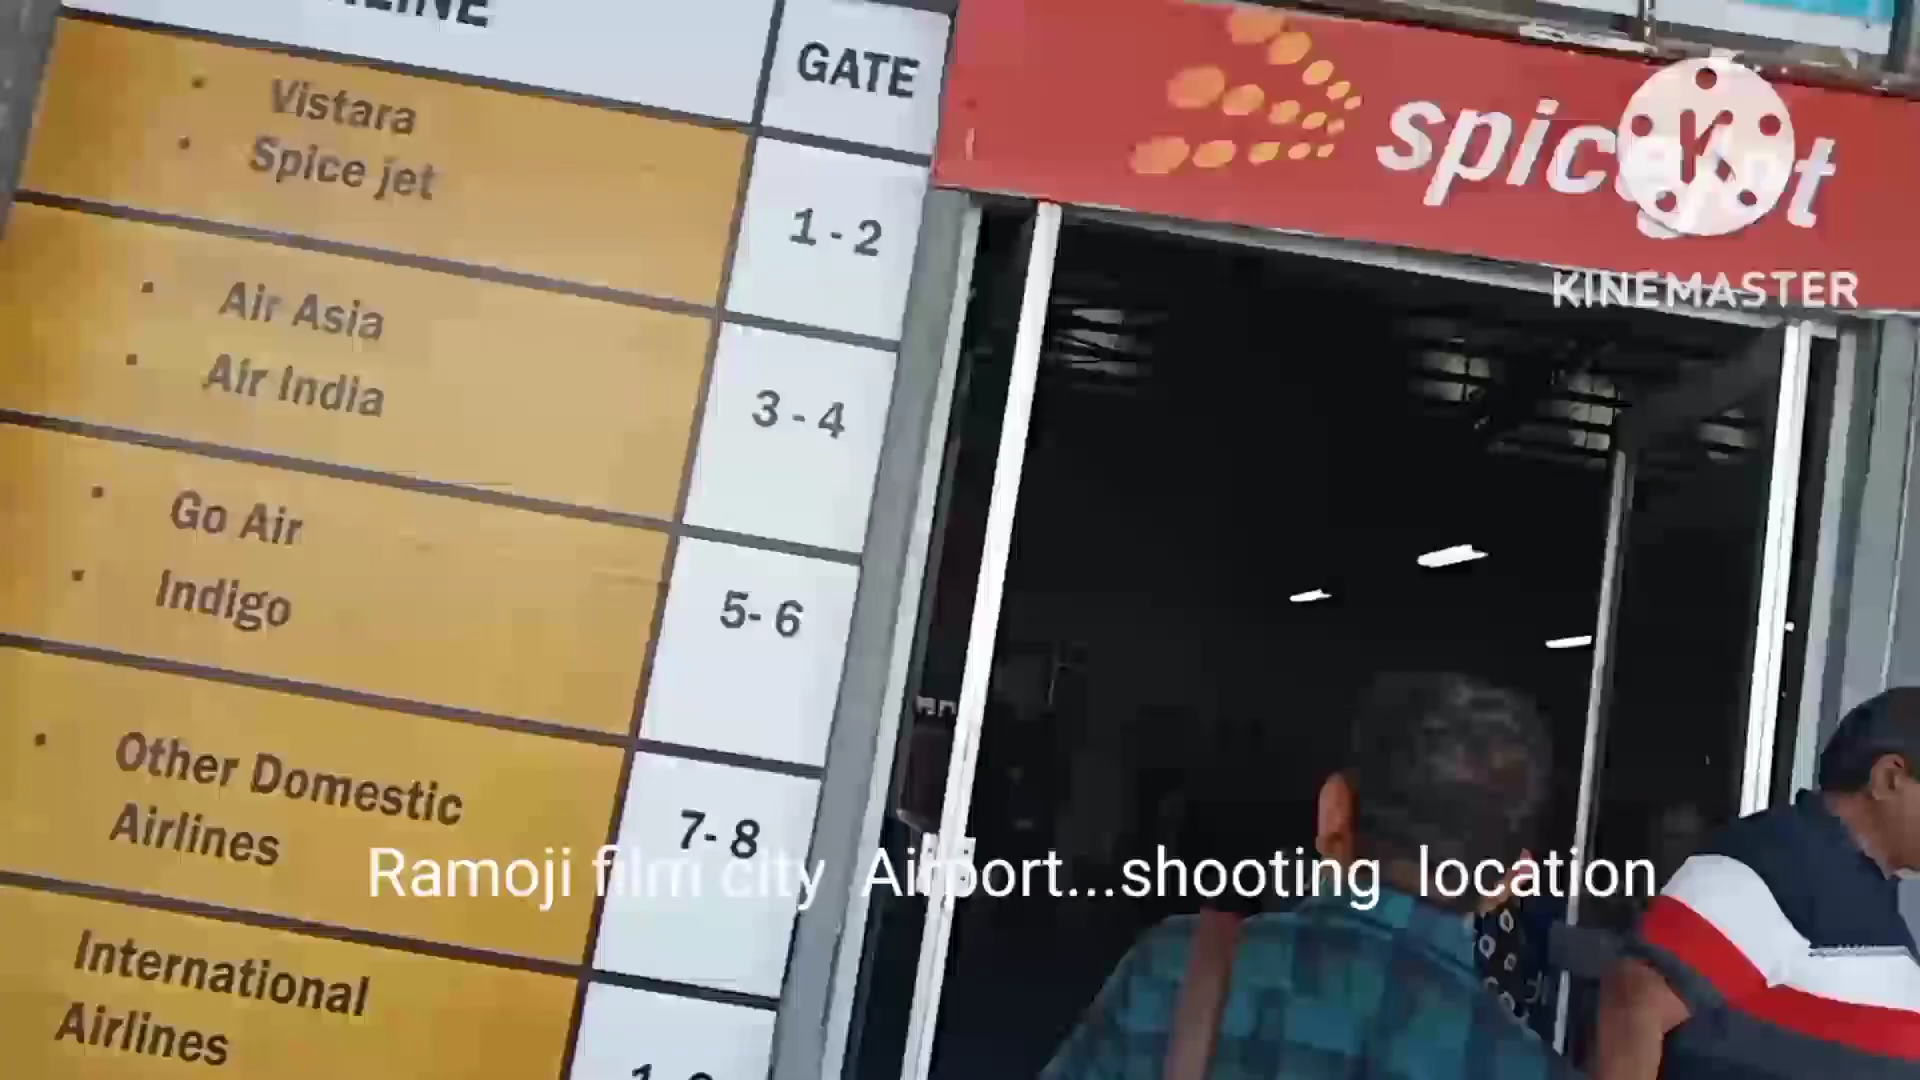 GATE
Vistara
Spice jet
1 - 2
Air Asia
Air India
3 - 4
Go Air
Indigo
5- 6
Other Domestic
Airlines
7- 8
International
Airlines
spicejet
KINEMASTER
Ramoji film city Airport...shooting location